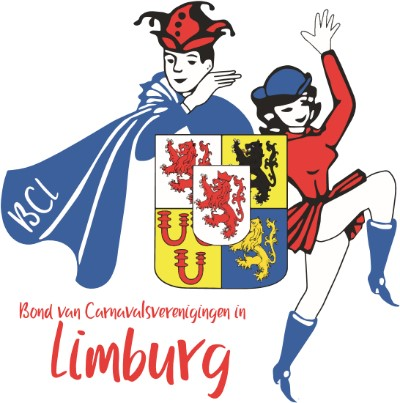 BCL
Bond van Carnavalsverenigingen in
Limburg